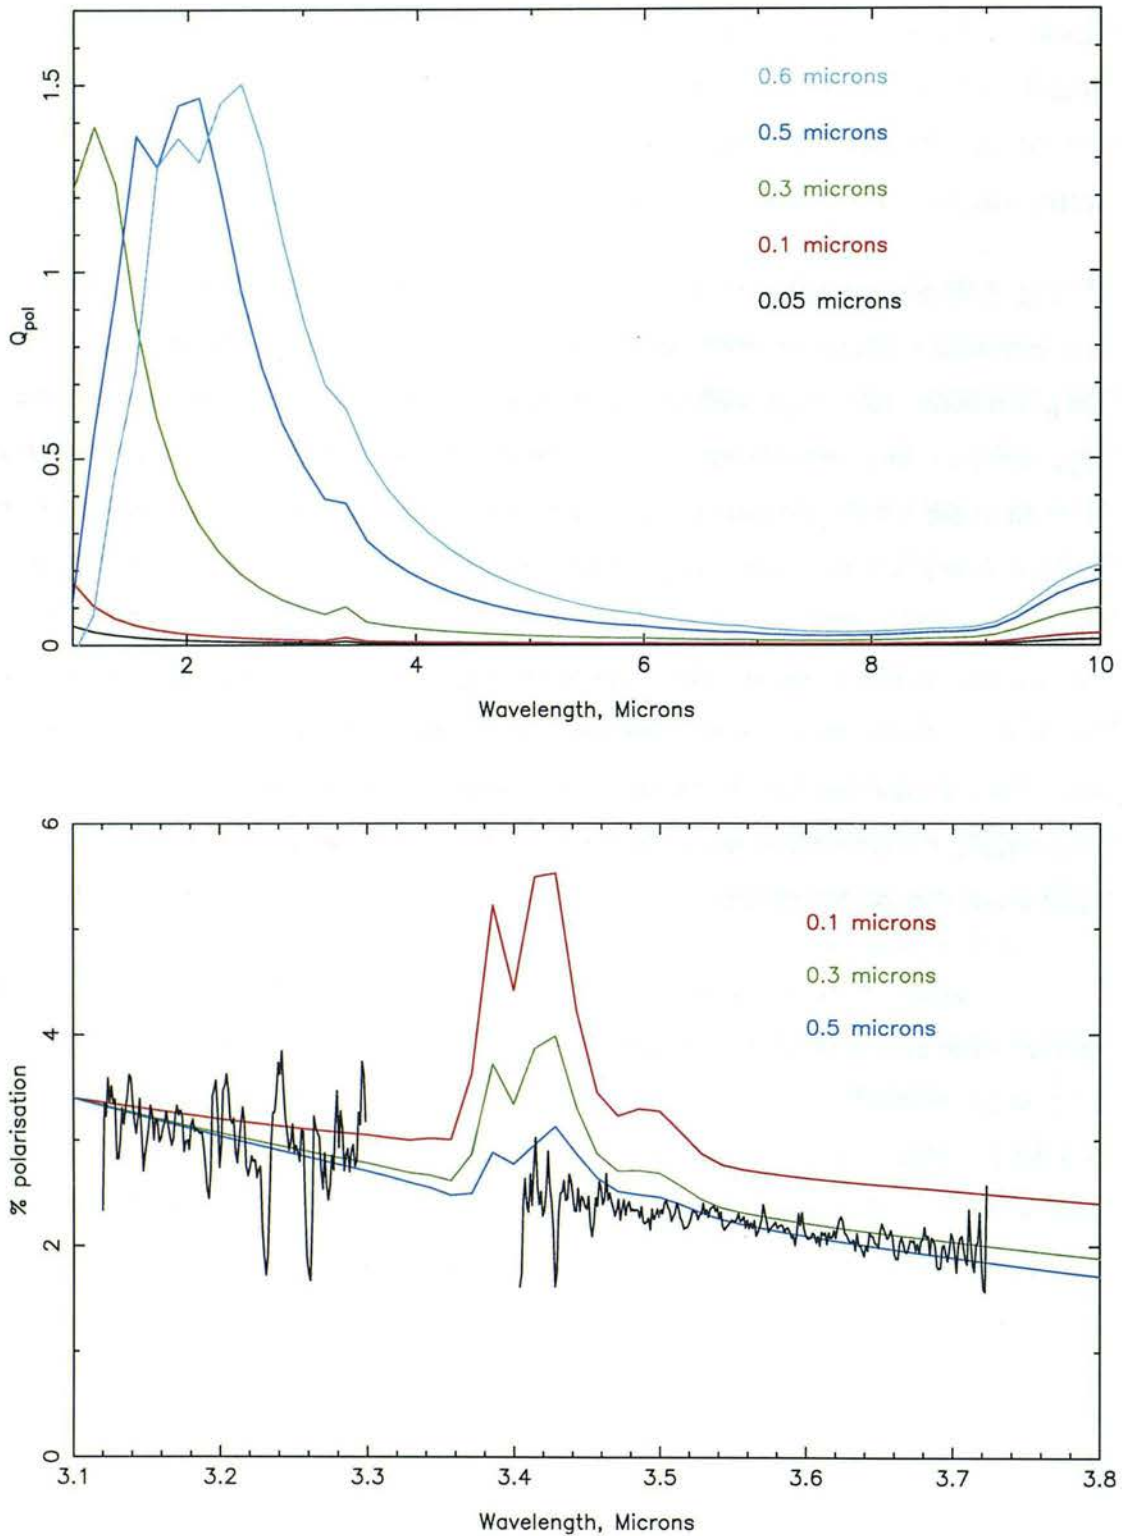 1.5
1
0.5
0
Qpol
0.6 microns
0.5 microns
0.3 microns
0.1 microns
0.05 microns
2 4 6 8 10
Wavelength, Microns
6
4
2
0
% polarisation
0.1 microns
0.3 microns
0.5 microns
3.1 3.2 3.3 3.4 3.5 3.6 3.7 3.8
Wavelength, Microns